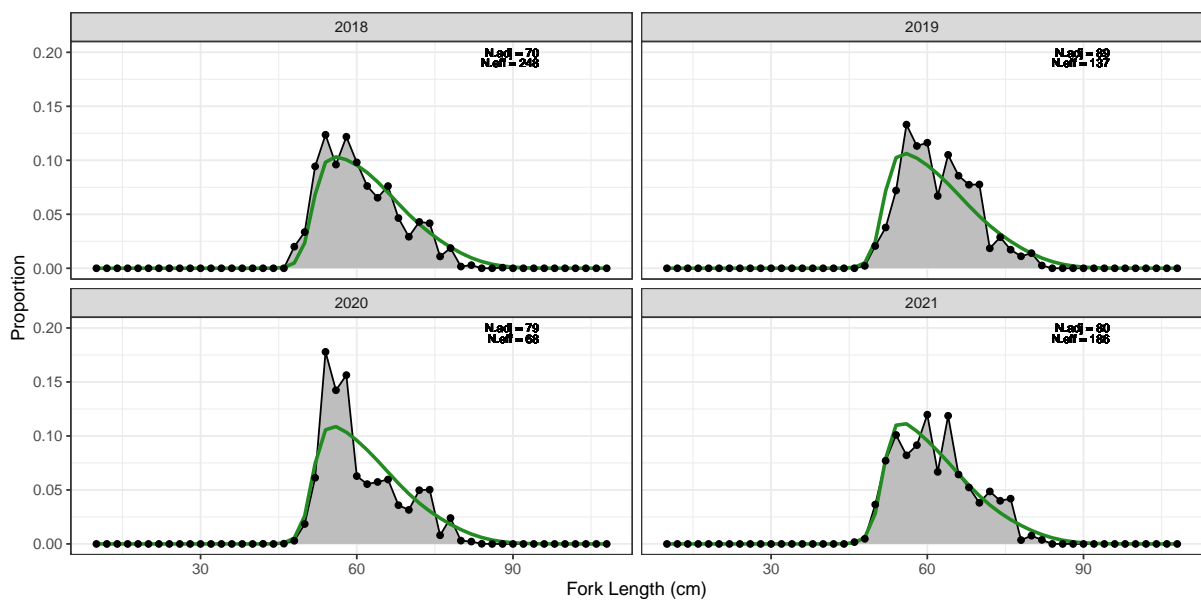 2018
2019
N.adj = 70
N.eff = 248
N.adj = 89
N.eff = 137
0.20
0.15
0.10
0.05
0.00
2020
2021
N.adj = 79
N.eff = 68
N.adj = 80
N.eff = 186
0.20
0.15
0.10
0.05
0.00
30
60
90
30
60
90
Fork Length (cm)
Proportion